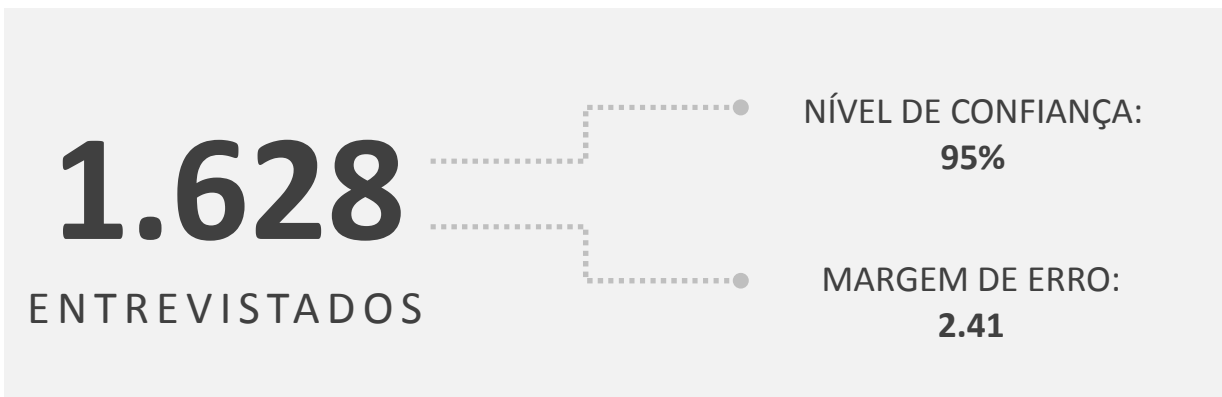 1.628
ENTREVISTADOS
NÍVEL DE CONFIANÇA:
95%
MARGEM DE ERRO:
2.41